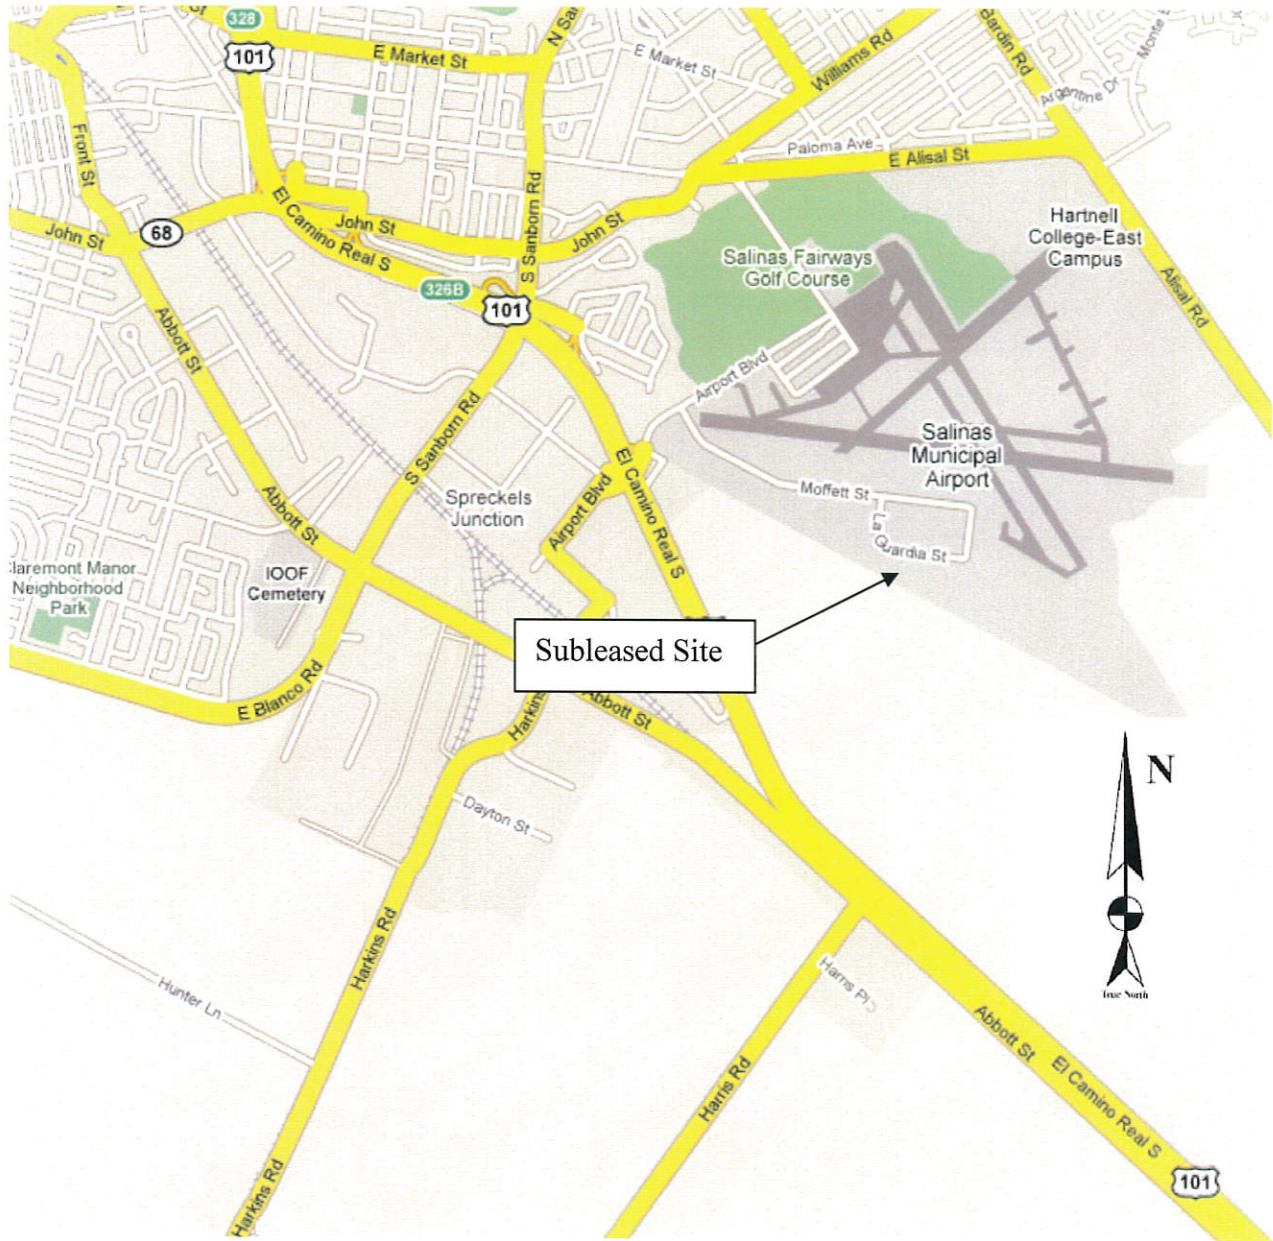 328
St
101
E Market St
N San
E Market St
Williams Rd
Bardin Rd
Monte
Argentine Dr
Paloma Ave
E Alisal St
Front St
John St
68
El Camino Real S
John St
S Sanborn Rd
John St
326B
101
Salinas Fairways
Golf Course
Hartnell
College-East
Campus
Alisal Rd
Abbott St
Airport Blvd
S Sanborn Rd
Salinas
Municipal
Airport
Abbott St
Spreckels
Junction
Airport Blvd
El Camino Real S
Moffett St
La Guardia St
laremont Manor
Neighborhood
Park
IOOF
Cemetery
Subleased Site
E Blanco Rd
Harkins
Abbott St
N
Dayton St
Harkins Rd
Hunter Ln
Harris Pl
True North
Harris Rd
Abbott St
El Camino Real S
101
Harkins Rd